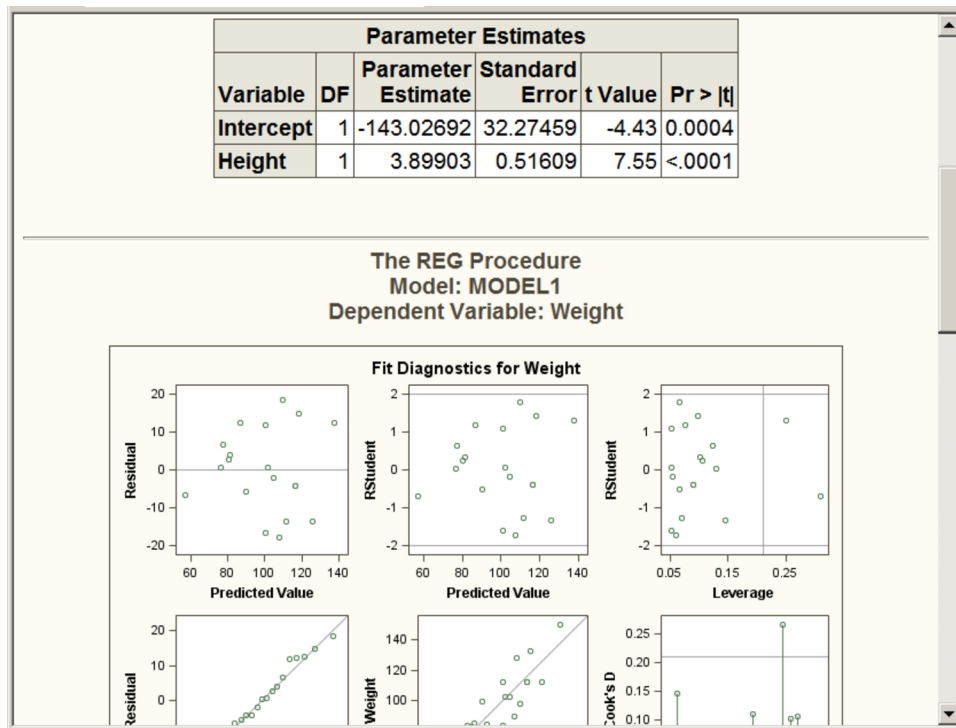 Parameter Estimates
Variable DF Parameter Estimate Standard Error t Value Pr > |t|
Intercept 1 -143.02692 32.27459 -4.43 0.0004
Height 1 3.89903 0.51609 7.55 <.0001
The REG Procedure
Model: MODEL1
Dependent Variable: Weight
Fit Diagnostics for Weight
Residual
20
10
0
-10
-20
60 80 100 120 140
Predicted Value
RStudent
2
1
0
-1
-2
60 80 100 120 140
Predicted Value
RStudent
2
1
0
-1
-2
0.05 0.15 0.25
Leverage
Residual
20
10
0
Weight
140
120
100
Cook's D
0.25
0.20
0.15
0.10